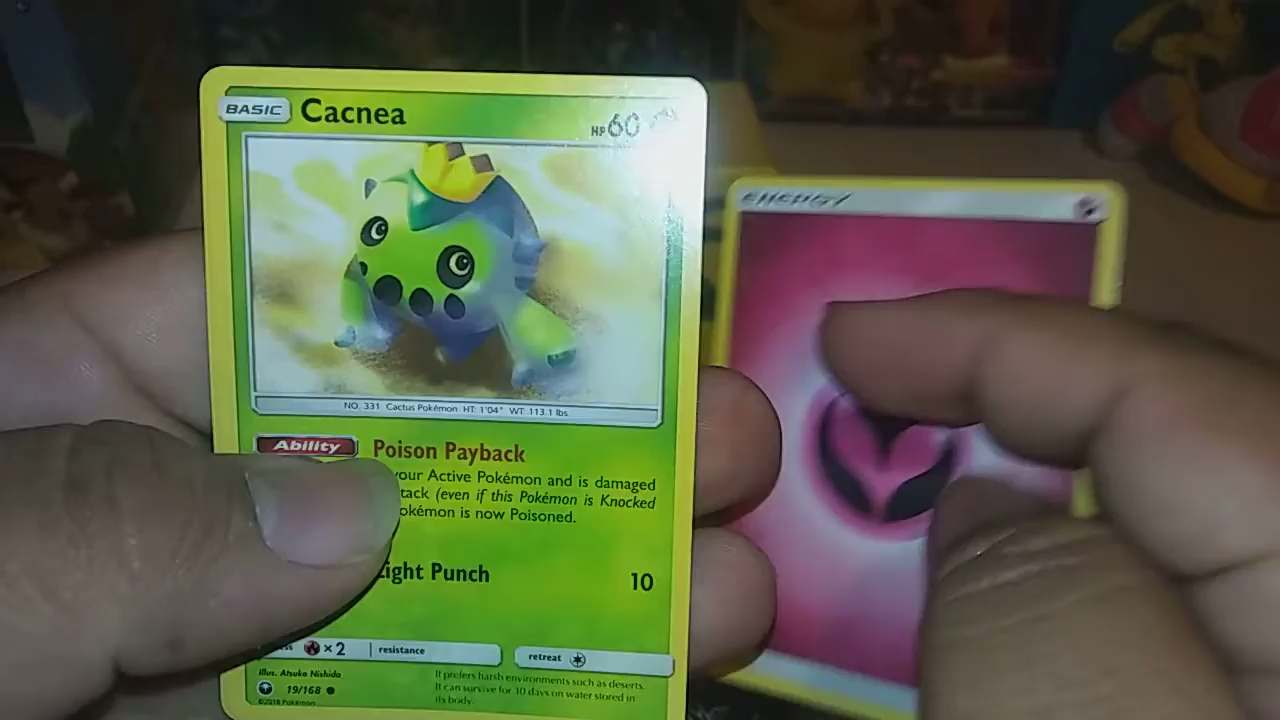 BASIC Cacnea HP 60
NO. 331 Cactus Pokémon HT: 1'04" WT: 113.1 lbs.
Ability Poison Payback
your Active Pokémon and is damaged
tack (even if this Pokémon is Knocked
okémon is now Poisoned.
ight Punch 10
ess ×2 resistance retreat
Illus. Atsuko Nishida
19/168
©2018 Pokémon
It prefers harsh environments such as deserts.
It can survive for 30 days on water stored in
its body.
ENERGY